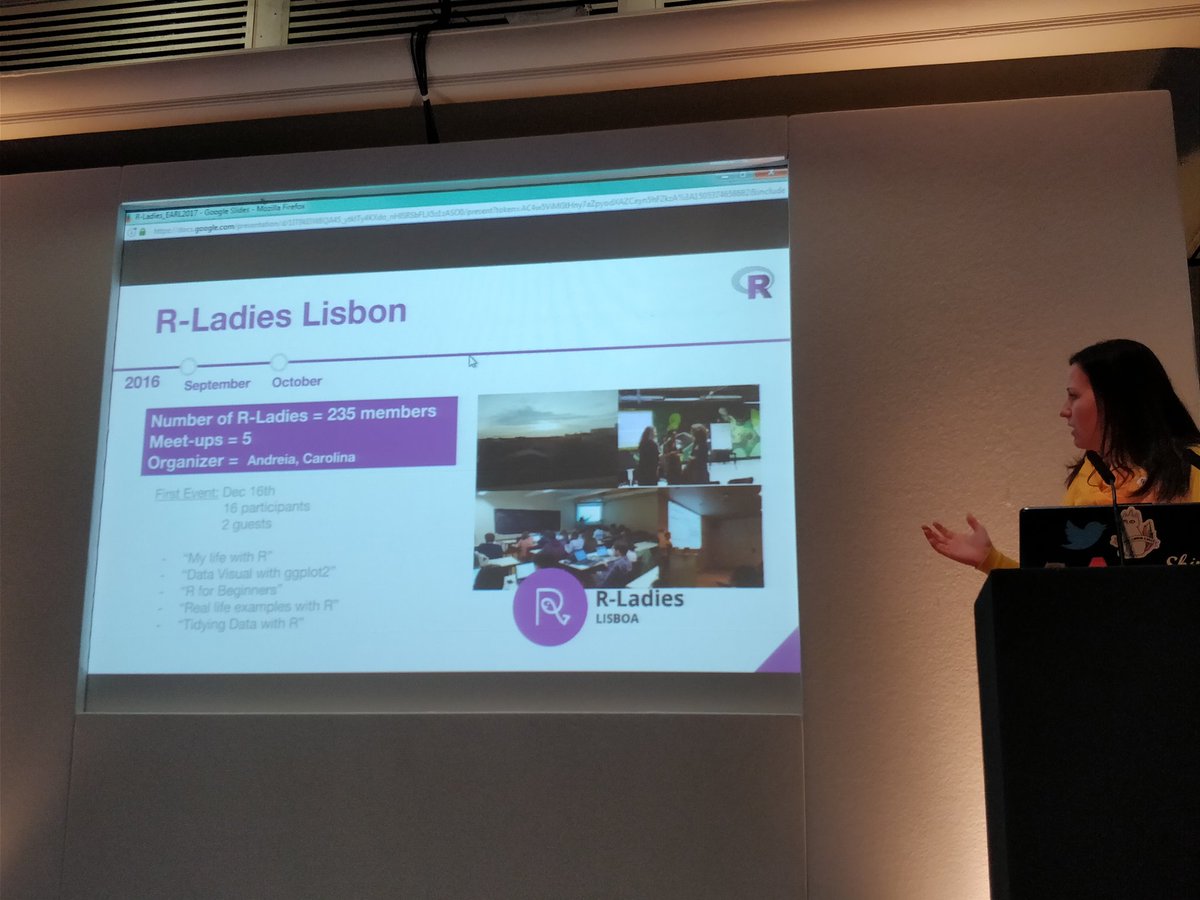 R-Ladies_EARL2017 - Google Slides - Mozilla Firefox
R
R-Ladies Lisbon
2016
September
October
Number of R-Ladies = 235 members
Meet-ups = 5
Organizer = Andreia, Carolina
First Event: Dec 16th
16 participants
2 guests
- "My life with R"
- "Data Visual with ggplot2"
- "R for Beginners"
- "Real life examples with R"
- "Tidying Data with R"
R
R-Ladies
LISBOA